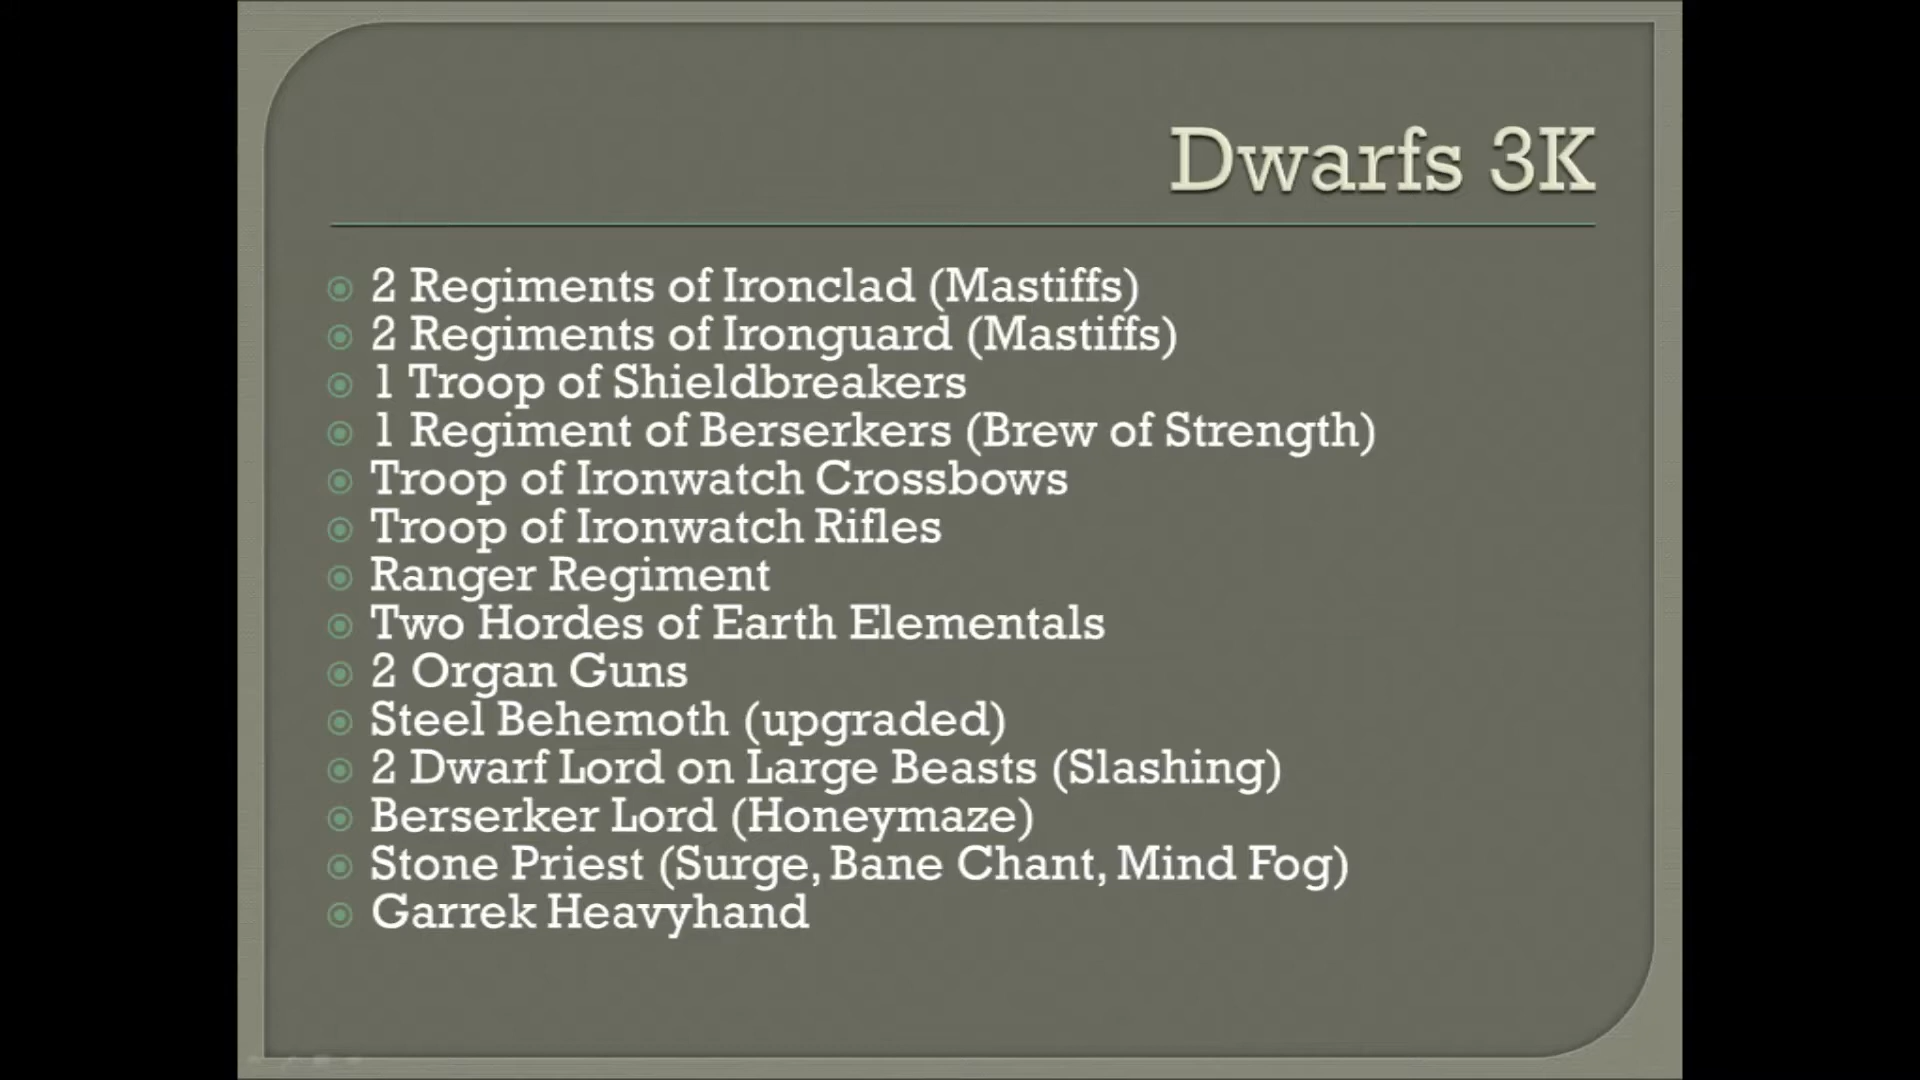 Dwarfs 3K
2 Regiments of Ironclad (Mastiffs)
2 Regiments of Ironguard (Mastiffs)
1 Troop of Shieldbreakers
1 Regiment of Berserkers (Brew of Strength)
Troop of Ironwatch Crossbows
Troop of Ironwatch Rifles
Ranger Regiment
Two Hordes of Earth Elementals
2 Organ Guns
Steel Behemoth (upgraded)
2 Dwarf Lord on Large Beasts (Slashing)
Berserker Lord (Honeymaze)
Stone Priest (Surge, Bane Chant, Mind Fog)
Garrek Heavyhand